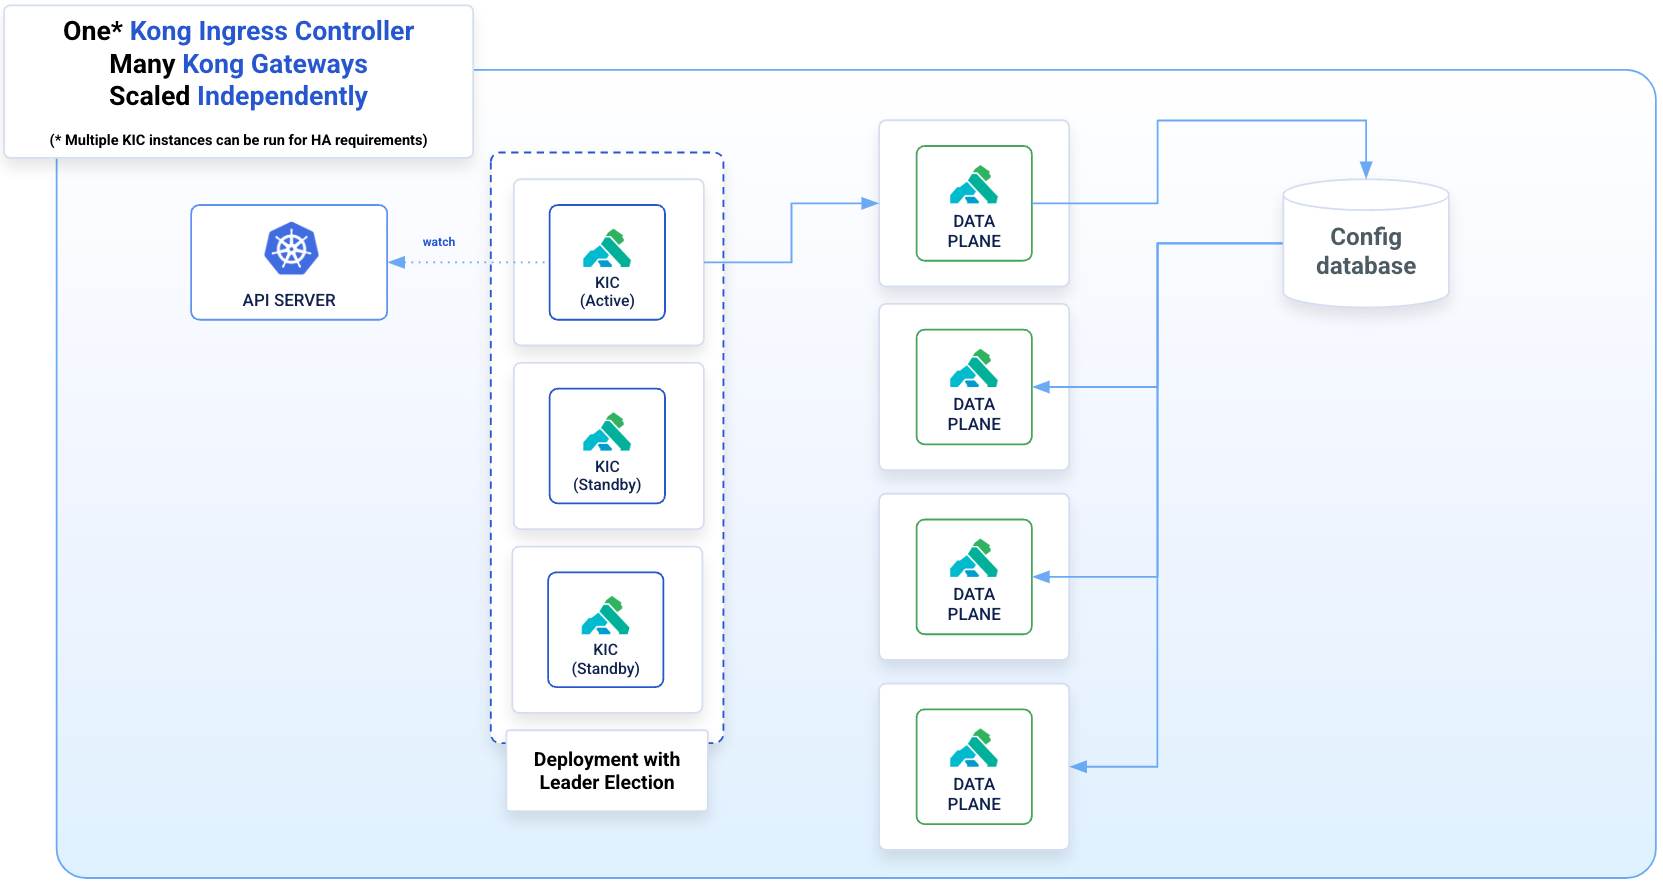 One* Kong Ingress Controller
Many Kong Gateways
Scaled Independently
(* Multiple KIC instances can be run for HA requirements)
API SERVER
watch
KIC
(Active)
KIC
(Standby)
KIC
(Standby)
Deployment with
Leader Election
DATA
PLANE
DATA
PLANE
DATA
PLANE
DATA
PLANE
Config
database